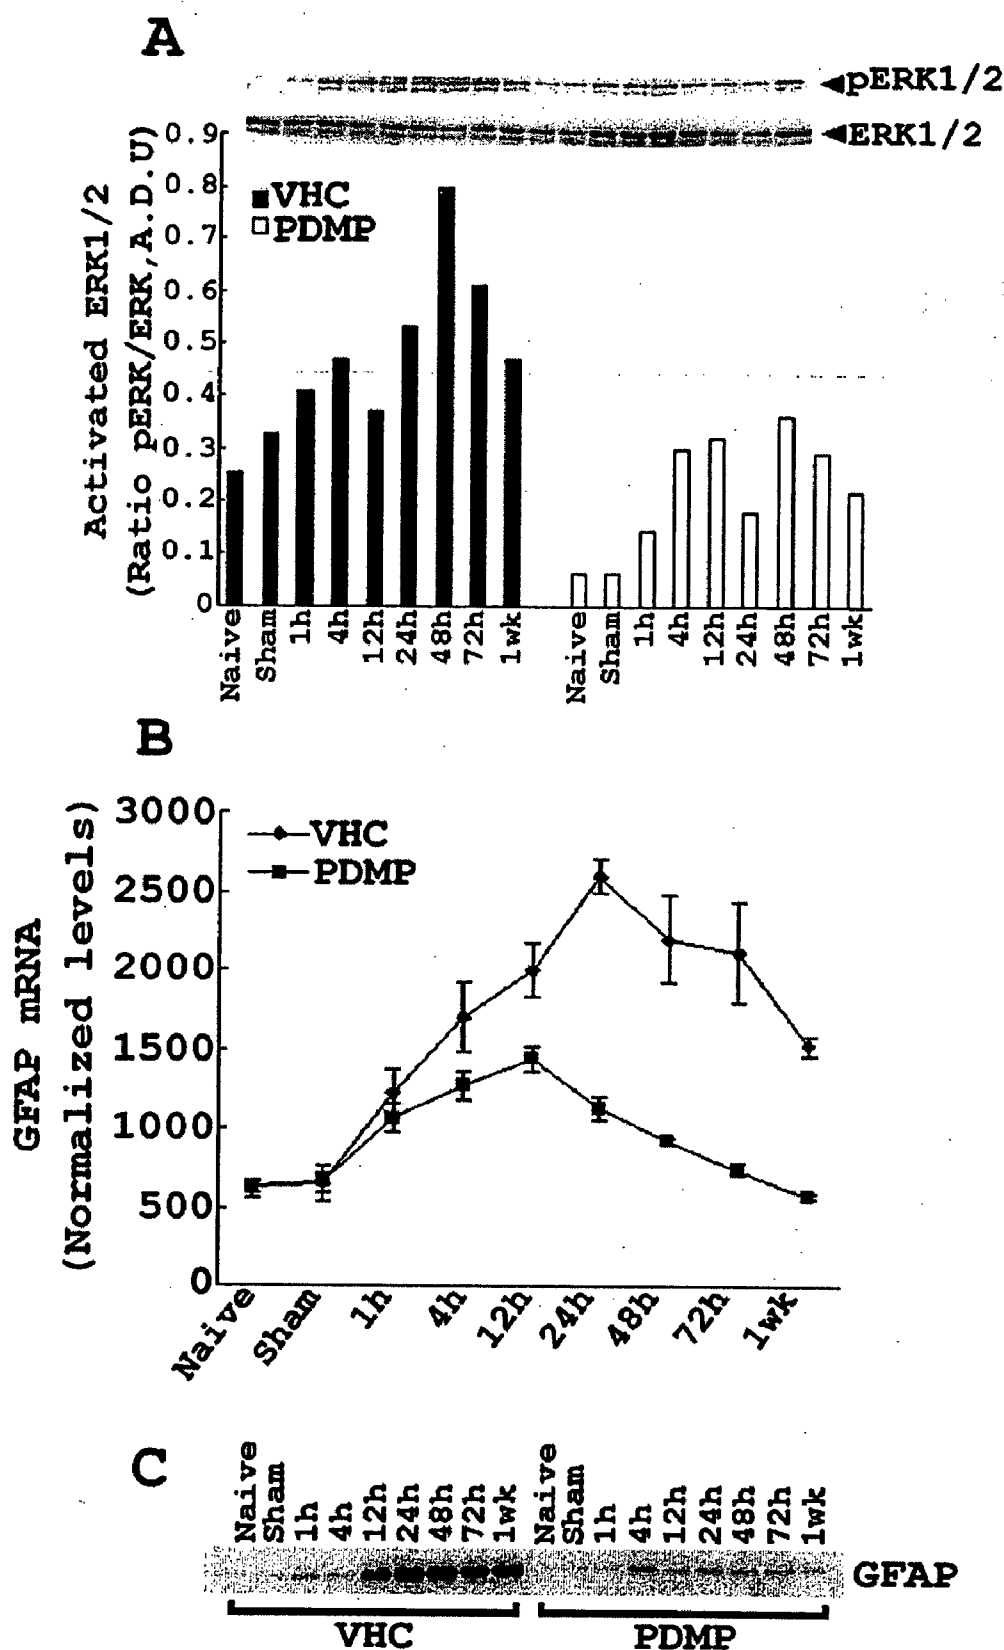 A
pERK1/2
ERK1/2
Activated ERK1/2
(Ratio pERK/ERK,A.D.U)
0.9
0.8
0.7
0.6
0.5
0.4
0.3
0.2
0.1
0
VHC
PDMP
Naive Sham 1h 4h 12h 24h 48h 72h 1wk
Naive Sham 1h 4h 12h 24h 48h 72h 1wk
B
GFAP mRNA
(Normalized levels)
3000
2500
2000
1500
1000
500
0
VHC
PDMP
Naive Sham 1h 4h 12h 24h 48h 72h 1wk
C
Naive Sham 1h 4h 12h 24h 48h 72h 1wk Naive Sham 1h 4h 12h 24h 48h 72h 1wk
GFAP
VHC PDMP